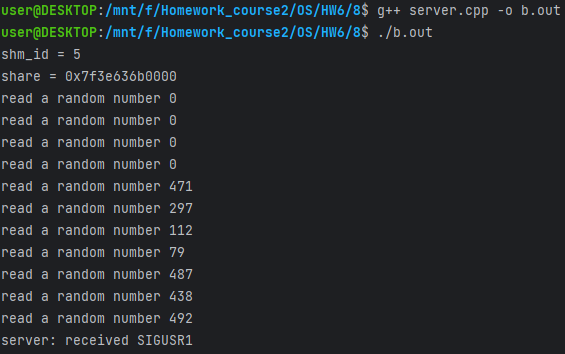 user@DESKTOP:/mnt/f/Homework_course2/OS/HW6/8$ g++ server.cpp -o b.out
user@DESKTOP:/mnt/f/Homework_course2/OS/HW6/8$ ./b.out
shm_id = 5
share = 0x7f3e636b0000
read a random number 0
read a random number 0
read a random number 0
read a random number 0
read a random number 471
read a random number 297
read a random number 112
read a random number 79
read a random number 487
read a random number 438
read a random number 492
server: received SIGUSR1